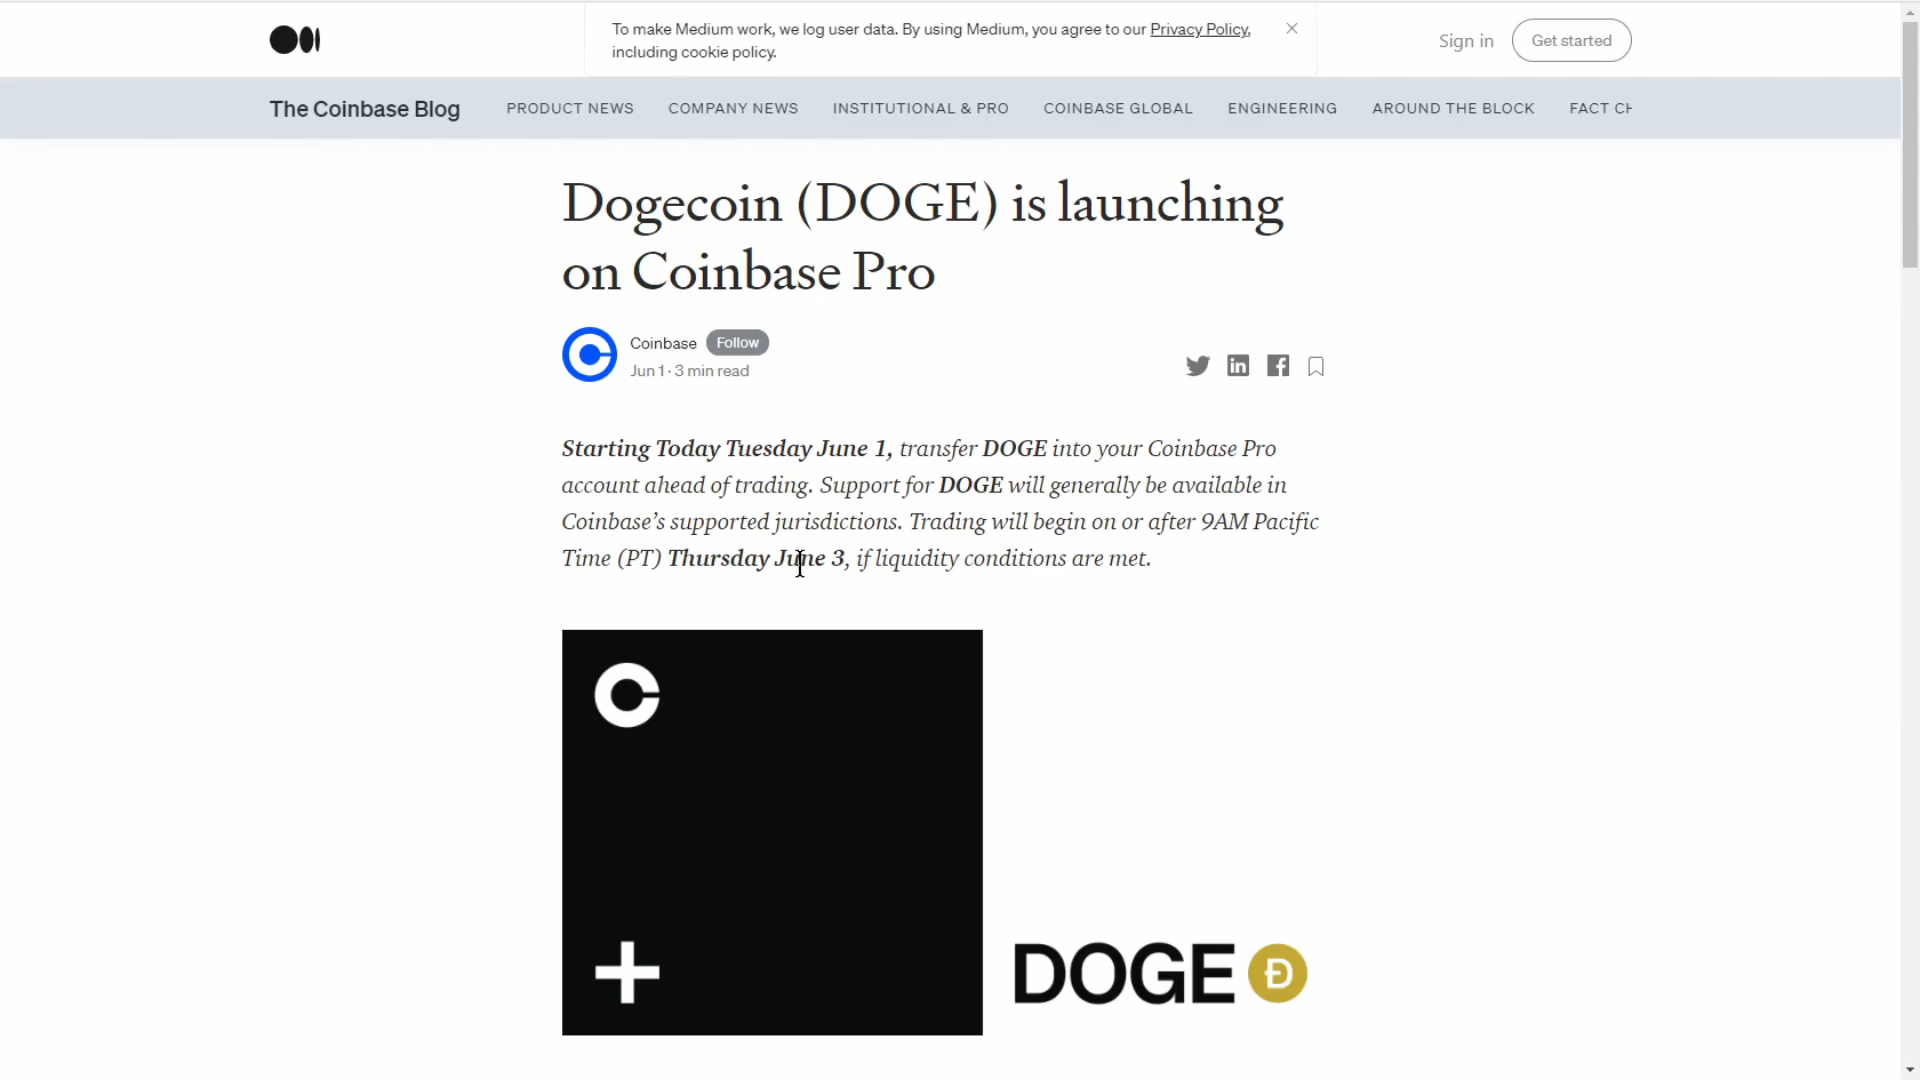 To make Medium work, we log user data. By using Medium, you agree to our Privacy Policy,
including cookie policy.
Sign in
Get started
The Coinbase Blog
PRODUCT NEWS
COMPANY NEWS
INSTITUTIONAL & PRO
COINBASE GLOBAL
ENGINEERING
AROUND THE BLOCK
FACT CH
Dogecoin (DOGE) is launching
on Coinbase Pro
Coinbase
Follow
Jun 1 · 3 min read
Starting Today Tuesday June 1, transfer DOGE into your Coinbase Pro
account ahead of trading. Support for DOGE will generally be available in
Coinbase’s supported jurisdictions. Trading will begin on or after 9AM Pacific
Time (PT) Thursday June 3, if liquidity conditions are met.
DOGE